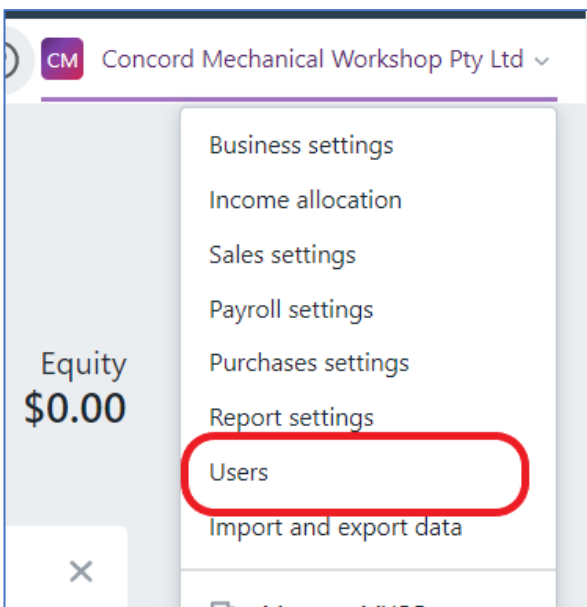 CM Concord Mechanical Workshop Pty Ltd
Business settings
Income allocation
Sales settings
Payroll settings
Equity
Purchases settings
$0.00
Report settings
Users
Import and export data